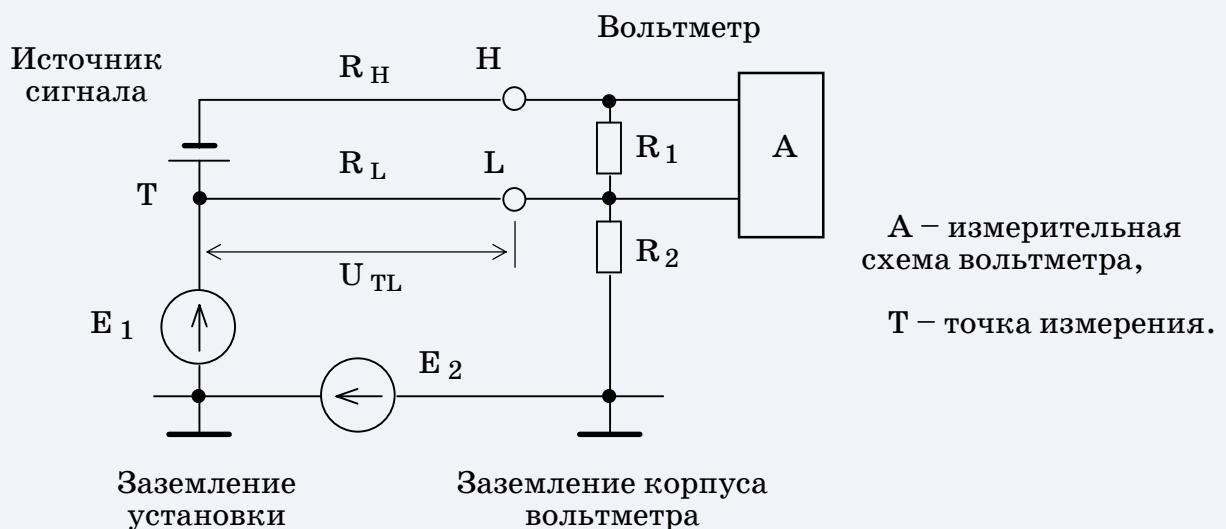 Вольтметр
Источник
сигнала
R H
H
R 1
A
R L
L
T
R 2
U TL
A – измерительная
схема вольтметра,
T – точка измерения.
E 1
E 2
Заземление
установки
Заземление корпуса
вольтметра